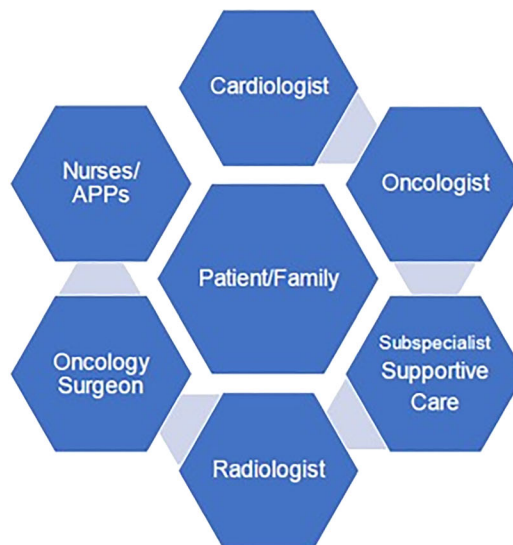 Cardiologist
Nurses/
APPs
Oncologist
Patient/Family
Oncology
Surgeon
Subspecialist
Supportive
Care
Radiologist